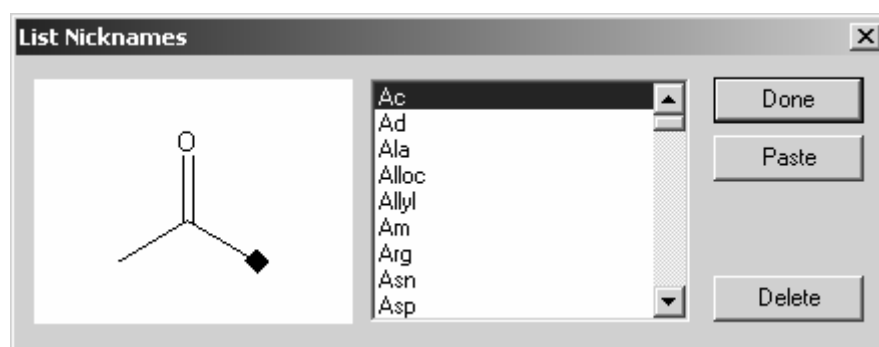 List Nicknames
O
Ac
Ad
Ala
Alloc
Allyl
Am
Arg
Asn
Asp
Done
Paste
Delete